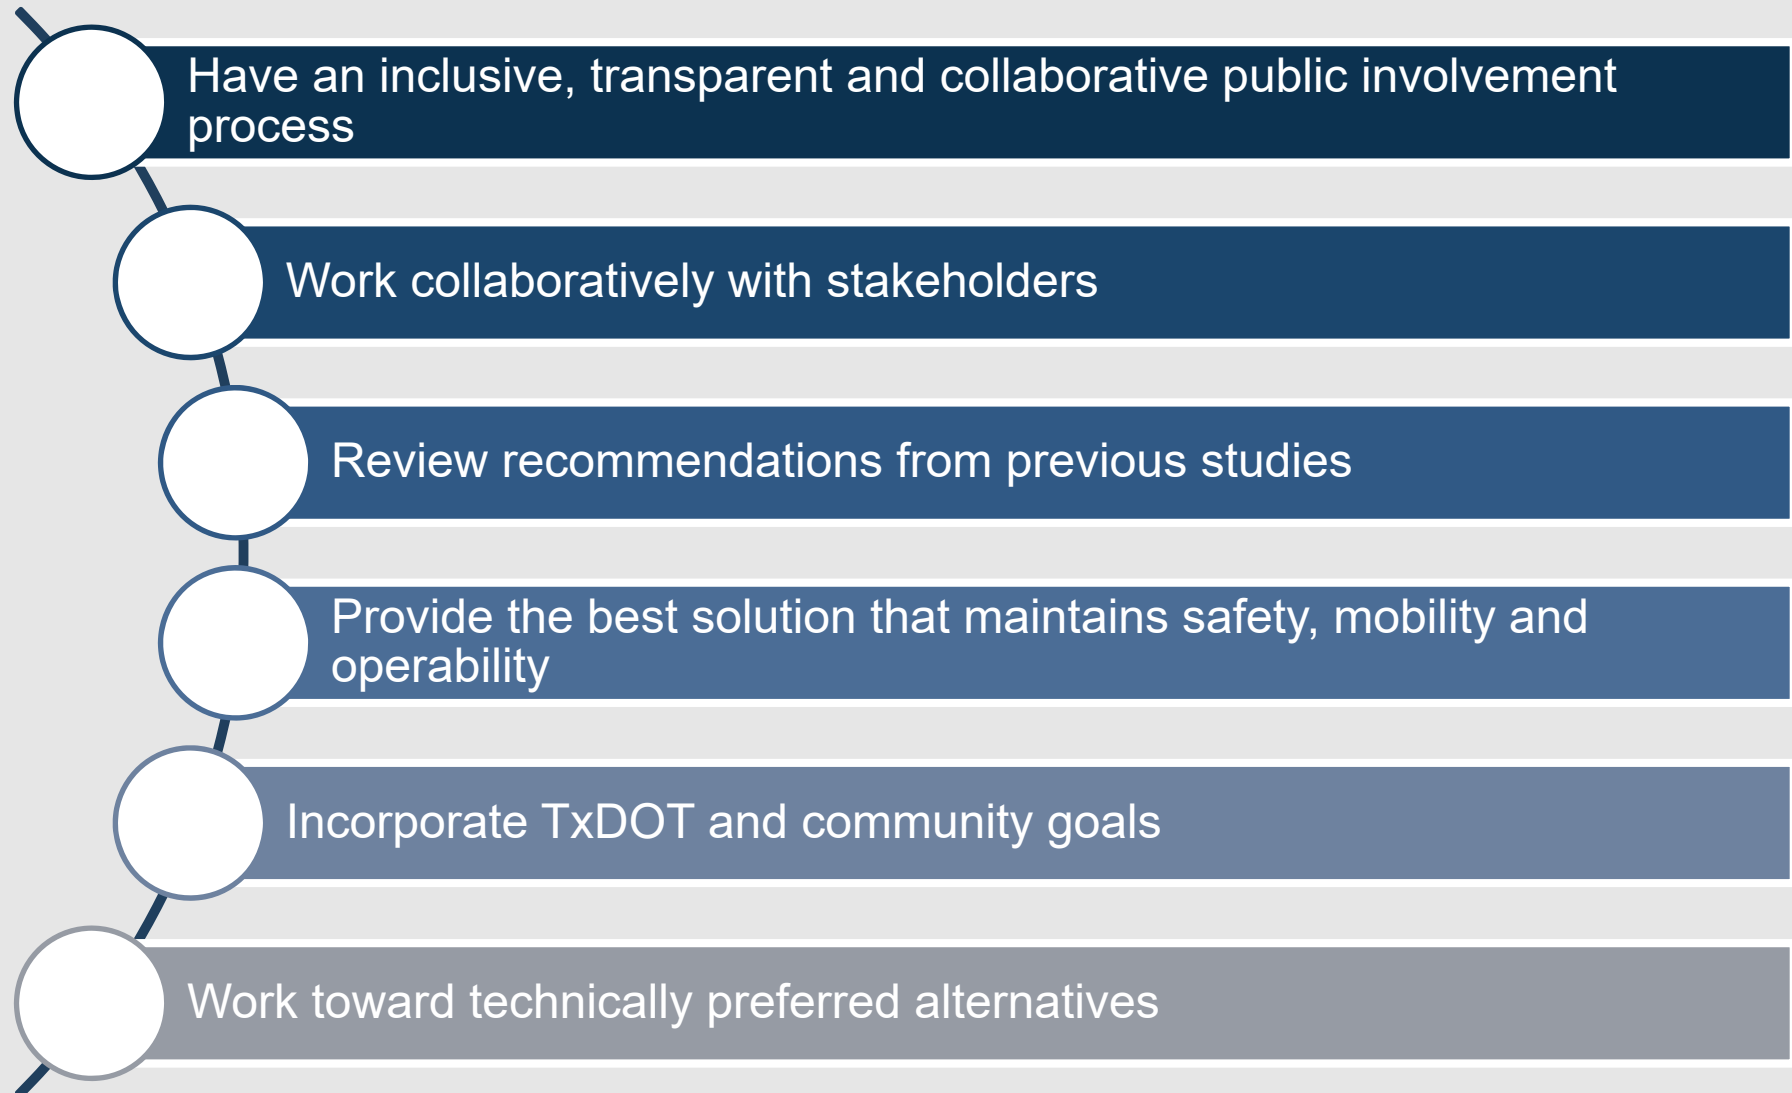 Have an inclusive, transparent and collaborative public involvement
process
Work collaboratively with stakeholders
Review recommendations from previous studies
Provide the best solution that maintains safety, mobility and
operability
Incorporate TxDOT and community goals
Work toward technically preferred alternatives